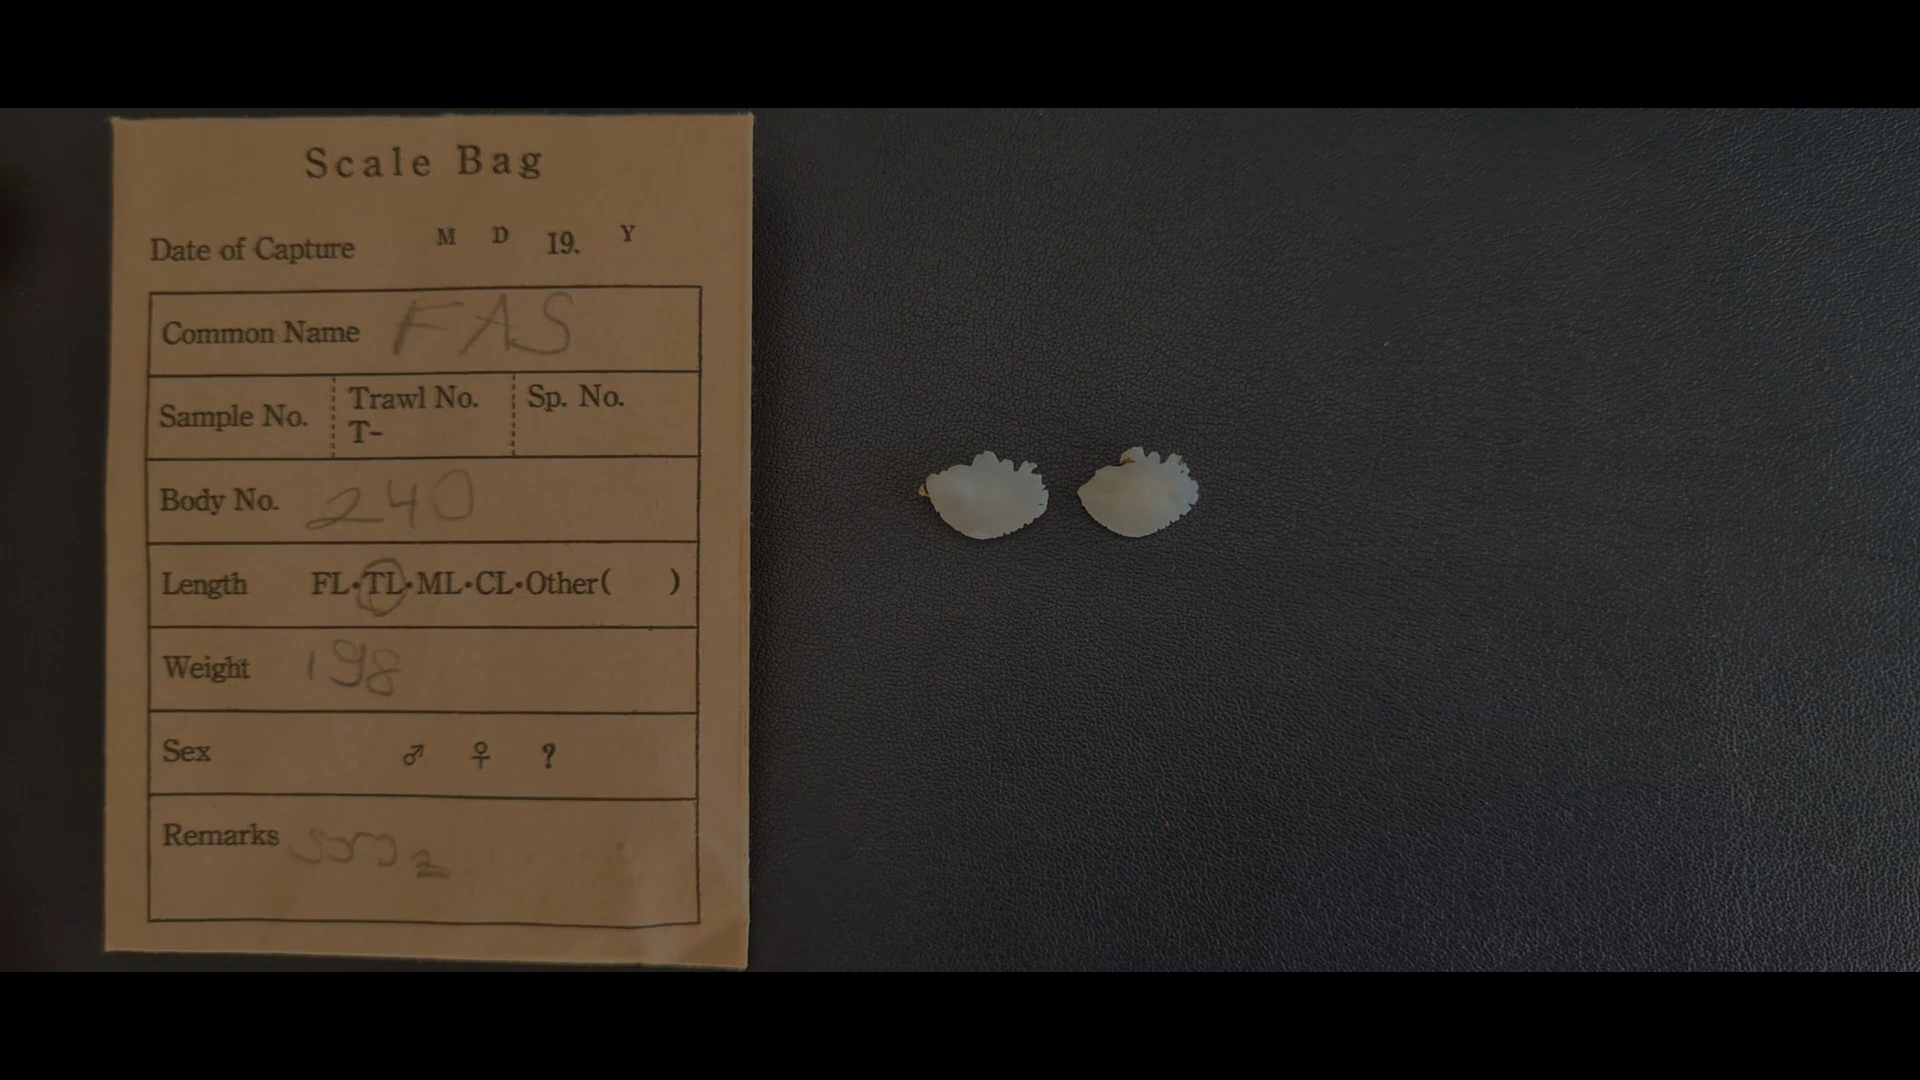 Scale Bag
Date of Capture M D 19. Y
Common Name FAS
Sample No. Trawl No. T- Sp. No.
Body No. 240
Length FL·TL·ML·CL·Other( )
Weight 198
Sex ♂ ♀ ?
Remarks